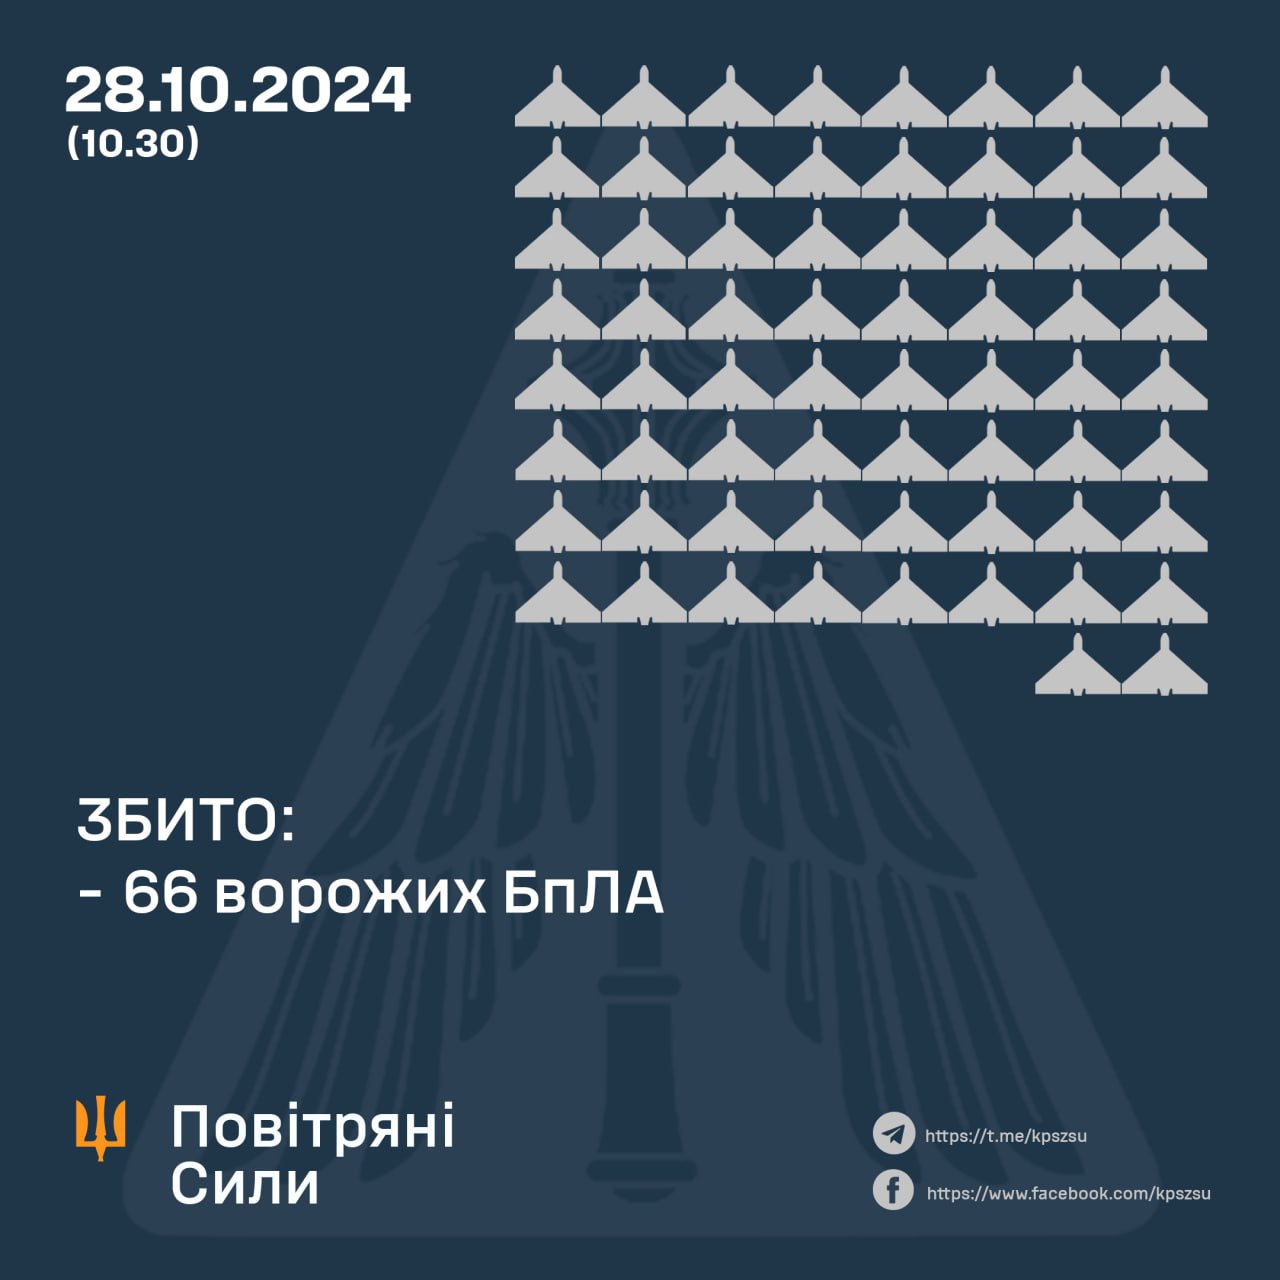 28.10.2024
(10.30)
ЗБИТО:
- 66 ворожих БпЛА
Повітряні
Сили
https://t.me/kpszsu
https://www.facebook.com/kpszsu